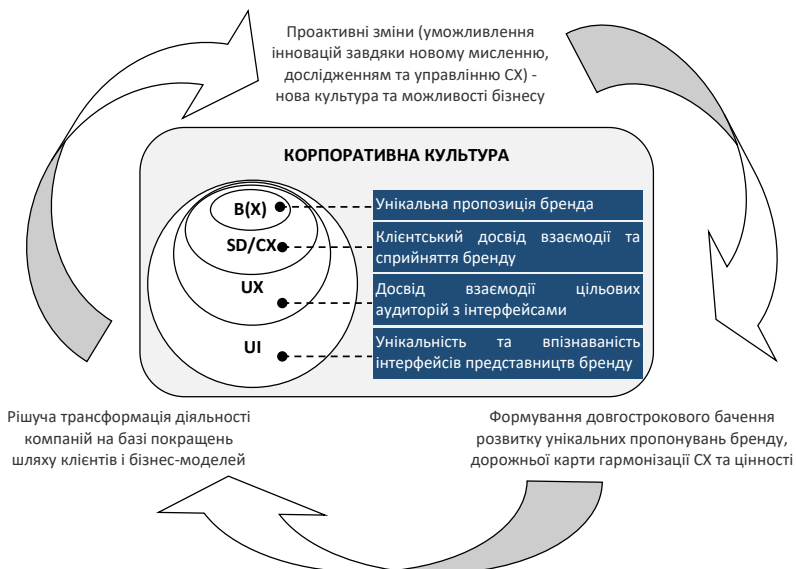 Проактивні зміни (уможливлення
інновацій завдяки новому мисленню,
дослідженням та управлінню СХ) -
нова культура та можливості бізнесу
КОРПОРАТИВНА КУЛЬТУРА
B(X)
Унікальна пропозиція бренда
SD/CX
Клієнтський досвід взаємодії та
сприйняття бренду
UX
Досвід взаємодії цільових
аудиторій з інтерфейсами
UI
Унікальність та впізнаваність
інтерфейсів представництв бренду
Рішуча трансформація діяльності
компаній на базі покращень
шляху клієнтів і бізнес-моделей
Формування довгострокового бачення
розвитку унікальних пропонувань бренду,
дорожньої карти гармонізації СХ та цінності